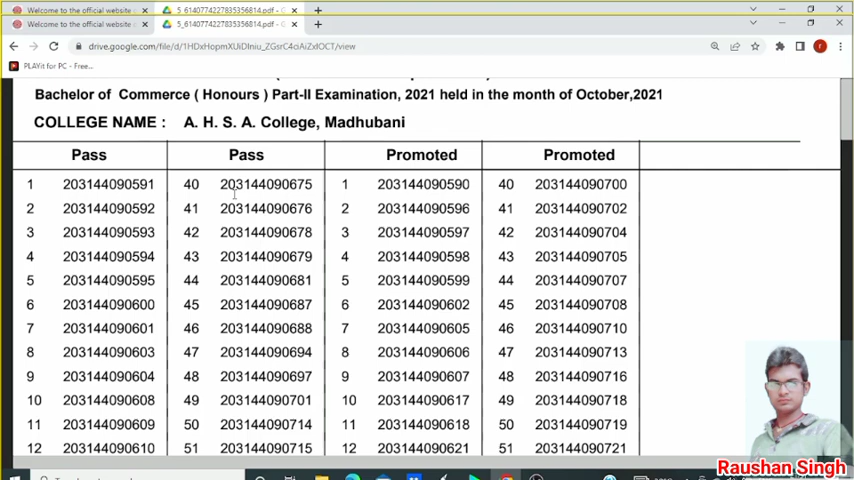 Welcome to the official website o
5_6140774227835356814.pdf - G
Welcome to the official website o
5_6140774227835356814.pdf - G
drive.google.com/file/d/1HDxHopmXUiDIniu_ZGsrC4ciAiZxIOCT/view
PLAYit for PC - Free...
Bachelor of Commerce ( Honours ) Part-II Examination, 2021 held in the month of October,2021
COLLEGE NAME : A. H. S. A. College, Madhubani
Pass Pass Promoted Promoted
1 203144090591 40 203144090675 1 203144090590 40 203144090700
2 203144090592 41 203144090676 2 203144090596 41 203144090702
3 203144090593 42 203144090678 3 203144090597 42 203144090704
4 203144090594 43 203144090679 4 203144090598 43 203144090705
5 203144090595 44 203144090681 5 203144090599 44 203144090707
6 203144090600 45 203144090687 6 203144090602 45 203144090708
7 203144090601 46 203144090688 7 203144090605 46 203144090710
8 203144090603 47 203144090694 8 203144090606 47 203144090713
9 203144090604 48 203144090697 9 203144090607 48 203144090716
10 203144090608 49 203144090701 10 203144090617 49 203144090718
11 203144090609 50 203144090714 11 203144090618 50 203144090719
12 203144090610 51 203144090715 12 203144090621 51 203144090721
Raushan Singh